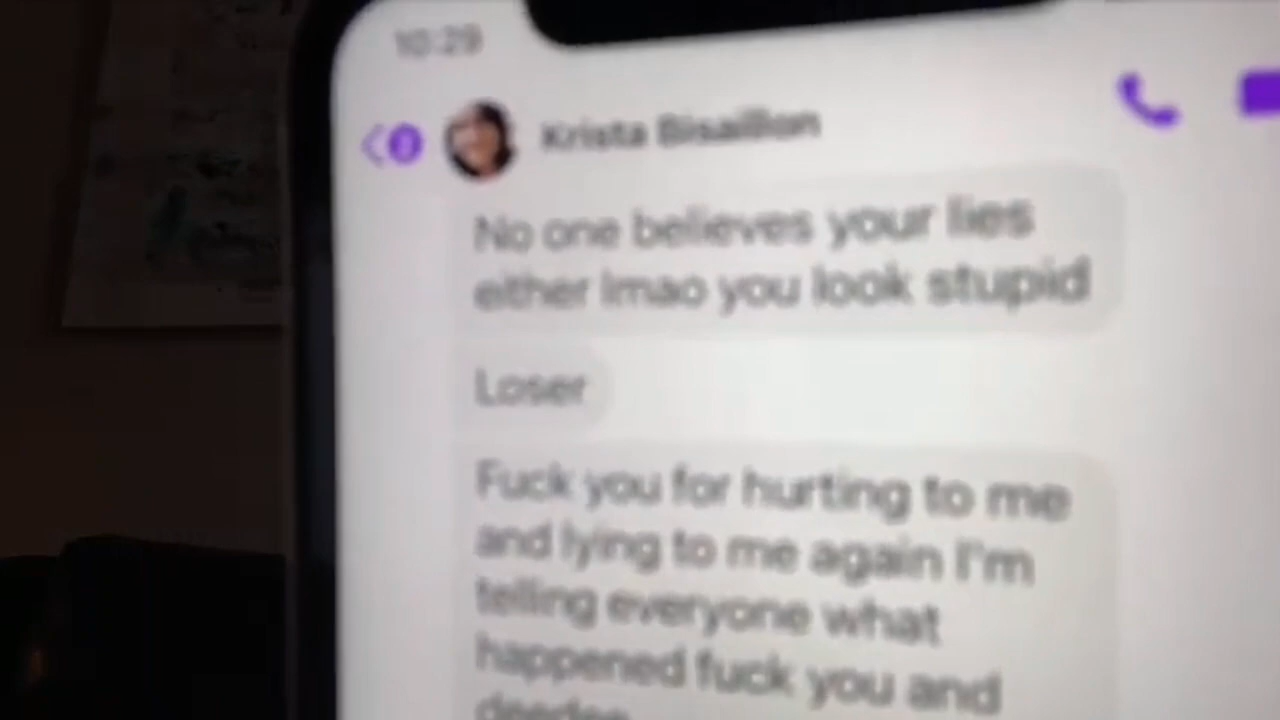 10:29
Krista Bisaillon
No one believes your lies
either lmao you look stupid
Loser
Fuck you for hurting to me
and lying to me again I'm
telling everyone what
happened fuck you and